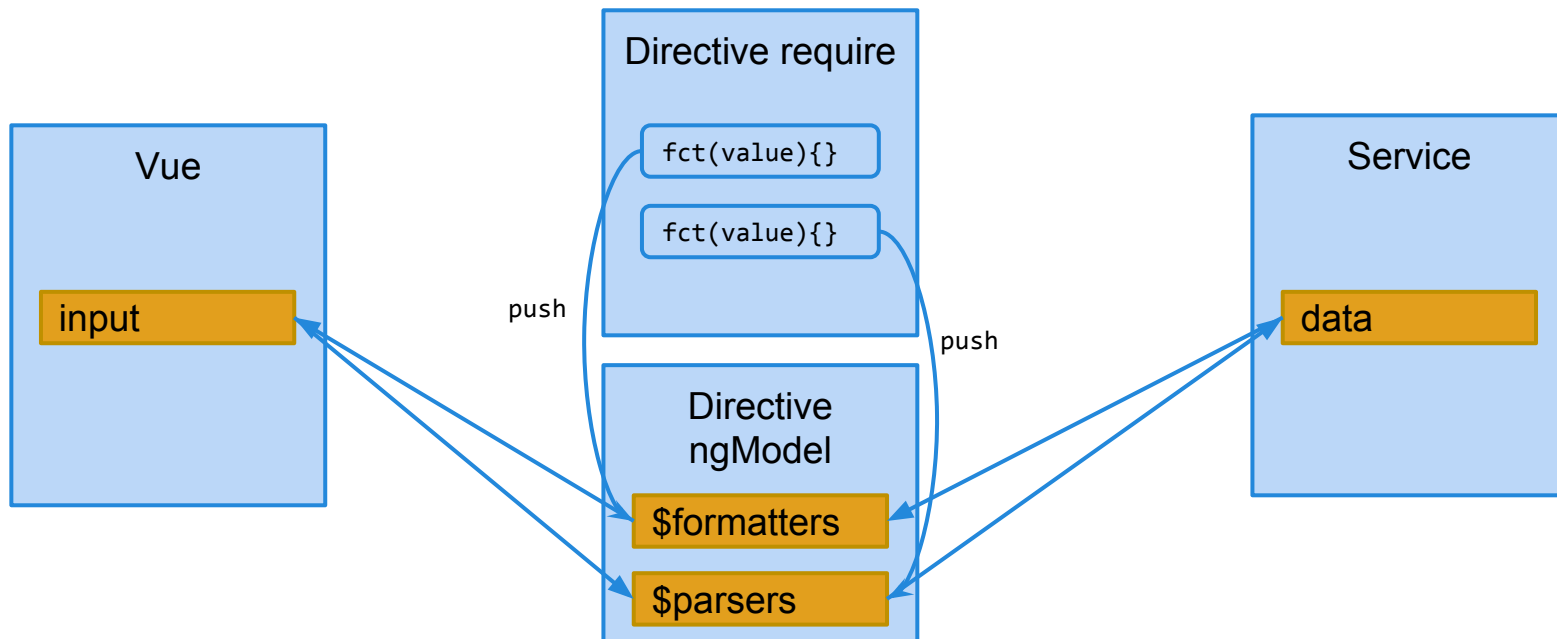 Directive require
fct(value){}
fct(value){}
Vue
input
push
push
Service
data
Directive
ngModel
$formatters
$parsers